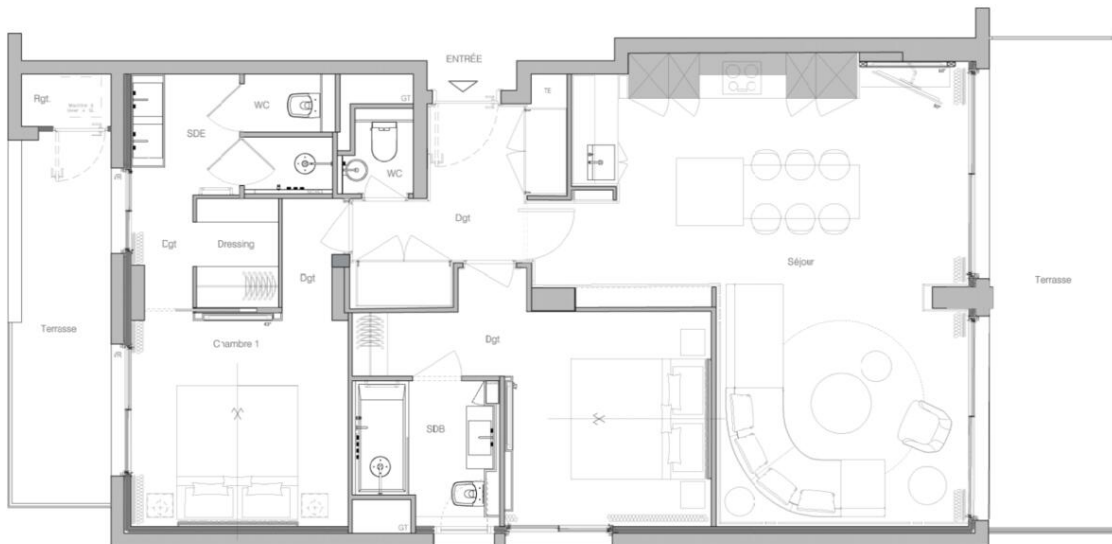 ENTRÉE
Rgt.
WC
GT
TE
SDE
WC
Dgt
Dressing
Dgt
Dgt
Séjour
Terrasse
Terrasse
Chambre 1
Dgt
SDB
GT